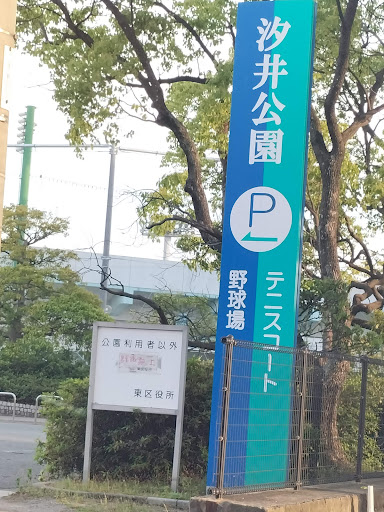 汐井公園
P
テニスコート
野球場
公園利用者以外
東区役所